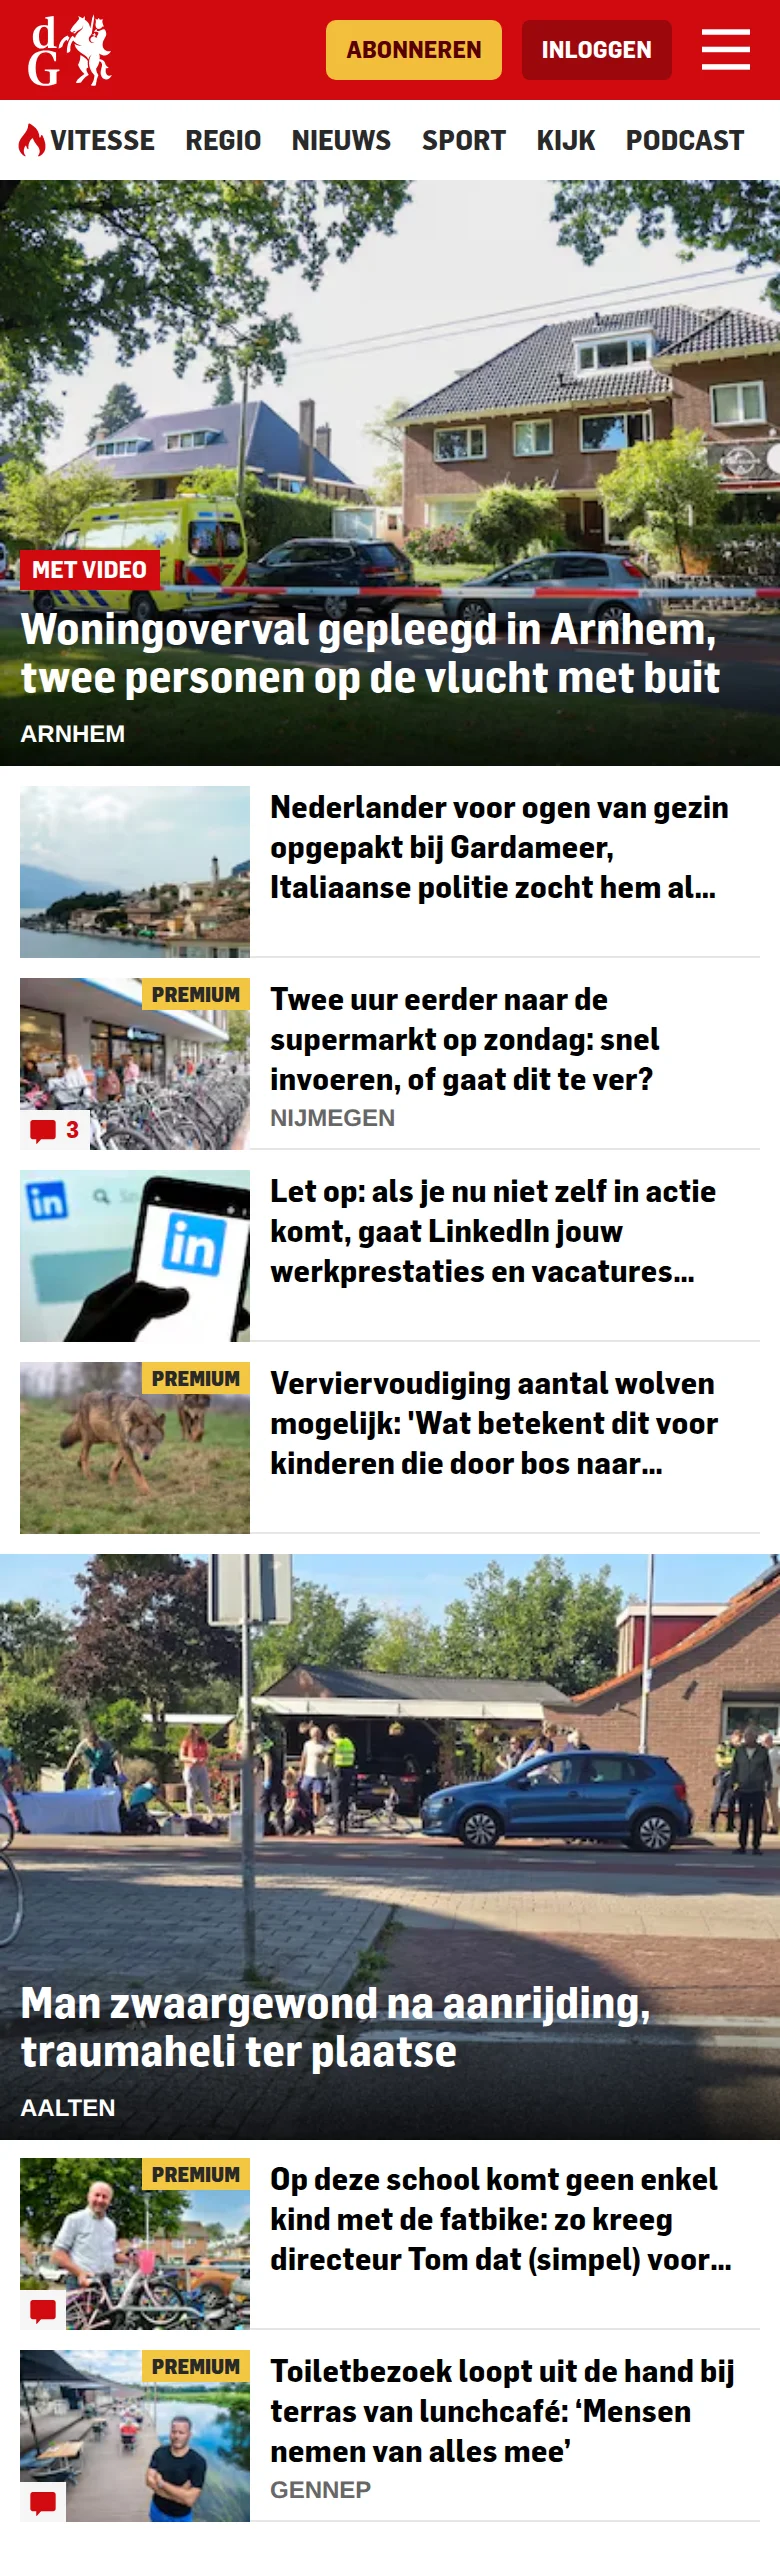 dG
ABONNEREN
INLOGGEN
VITESSE
REGIO
NIEUWS
SPORT
KIJK
PODCAST
MET VIDEO
Woningoverval gepleegd in Arnhem,
twee personen op de vlucht met buit
ARNHEM
Nederlander voor ogen van gezin
opgepakt bij Gardameer,
Italiaanse politie zocht hem al...
PREMIUM
3
Twee uur eerder naar de
supermarkt op zondag: snel
invoeren, of gaat dit te ver?
NIJMEGEN
in
in
Let op: als je nu niet zelf in actie
komt, gaat LinkedIn jouw
werkprestaties en vacatures...
PREMIUM
Verviervoudiging aantal wolven
mogelijk: 'Wat betekent dit voor
kinderen die door bos naar...
Man zwaargewond na aanrijding,
traumaheli ter plaatse
AALTEN
PREMIUM
Op deze school komt geen enkel
kind met de fatbike: zo kreeg
directeur Tom dat (simpel) voor...
PREMIUM
Toiletbezoek loopt uit de hand bij
terras van lunchcafé: ‘Mensen
nemen van alles mee’
GENNEP